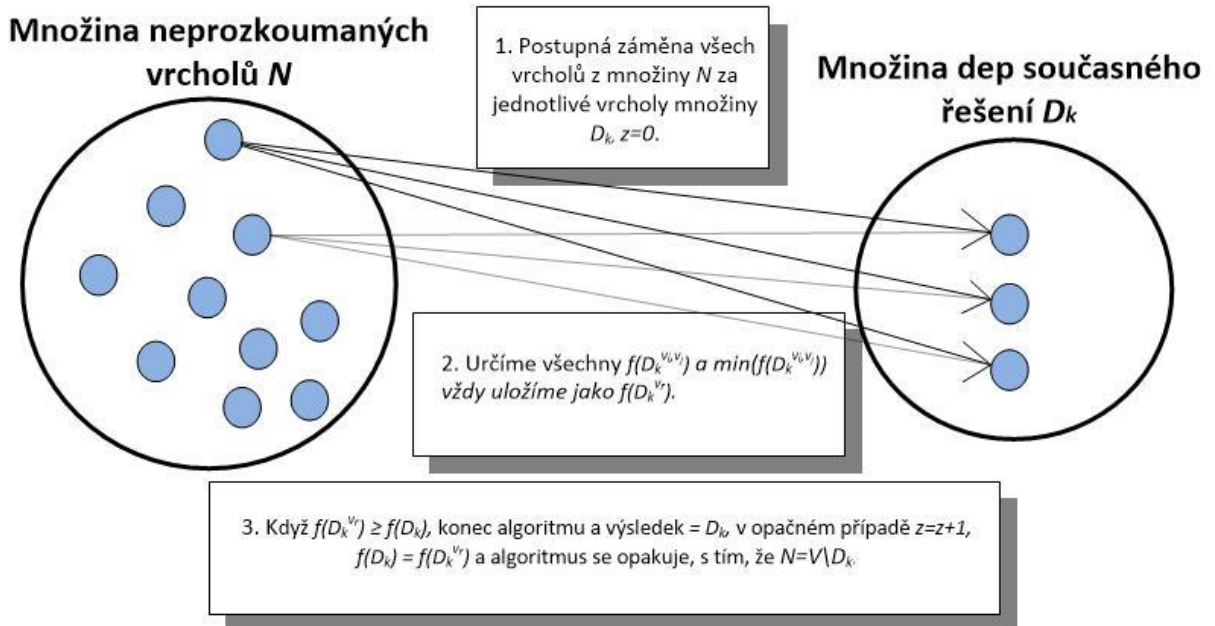 Množina neprozkoumaných
vrcholů N
1. Postupná záměna všech
vrcholů z množiny N za
jednotlivé vrcholy množiny
Dₖ, z=0.
Množina dep současného
řešení Dₖ
2. Určíme všechny f(Dₖ^{vᵢ,vⱼ}) a min(f(Dₖ^{vᵢ,vⱼ}))
vždy uložíme jako f(Dₖ^{vᵣ}).
3. Když f(Dₖ^{vᵣ}) ≥ f(Dₖ), konec algoritmu a výsledek = Dₖ, v opačném případě z=z+1,
f(Dₖ) = f(Dₖ^{vᵣ}) a algoritmus se opakuje, s tím, že N=V\Dₖ.